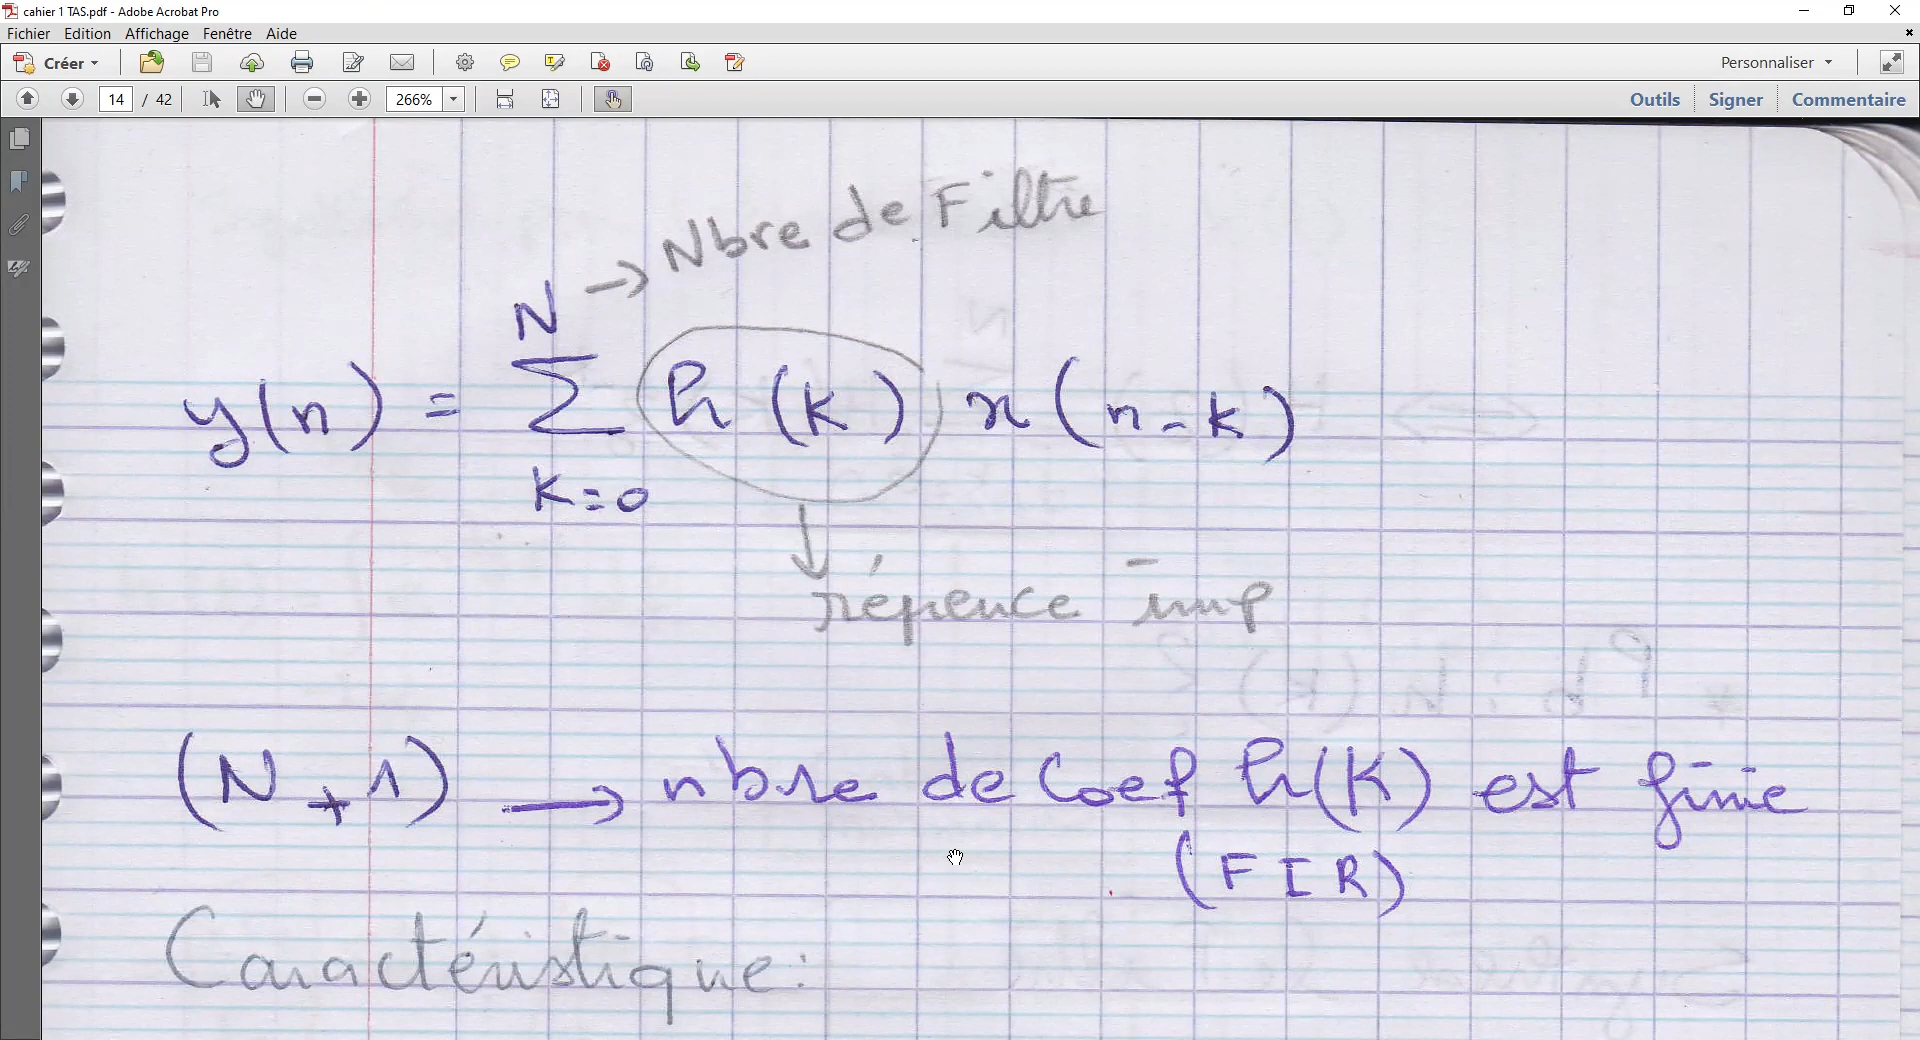 cahier 1 TAS.pdf - Adobe Acrobat Pro
Fichier Edition Affichage Fenêtre Aide
Créer
Personnaliser
14 / 42
266%
Outils Signer Commentaire
→ Nbre de Filtre
N
y(n) = ∑ h(k) x(n-k)
K=0
↓
répence imp
(N+1) → nbre de Coef h(K) est finie
(FIR)
Caractéristique: